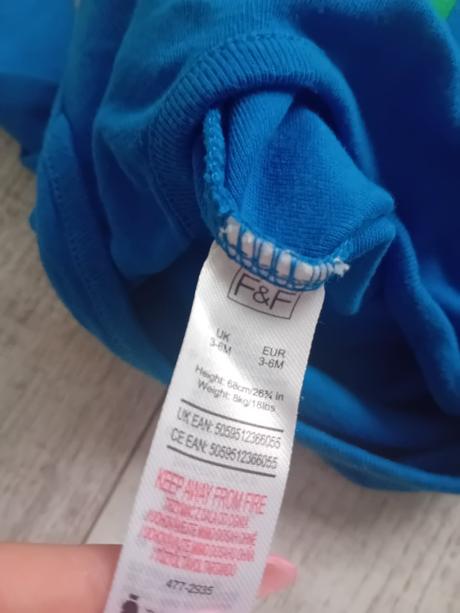 F&F
UK EUR
3-6M 3-6M
Height: 68cm/26¾ in
Weight: 8kg/18lbs
UK EAN: 5059512366055
CE EAN: 5059512366055
KEEP AWAY FROM FIRE
477-2935